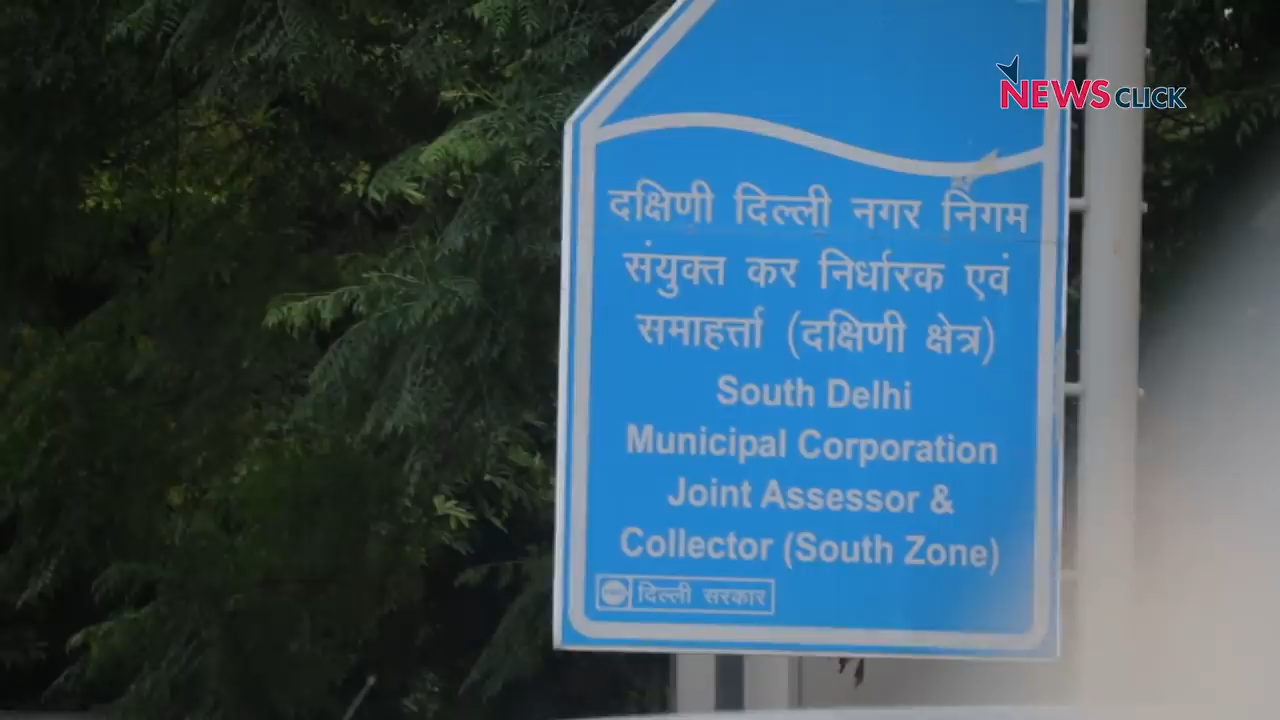 NEWSCLICK
दक्षिणी दिल्ली नगर निगम
संयुक्त कर निर्धारक एवं
समाहर्त्ता (दक्षिणी क्षेत्र)
South Delhi
Municipal Corporation
Joint Assessor &
Collector (South Zone)
दिल्ली सरकार